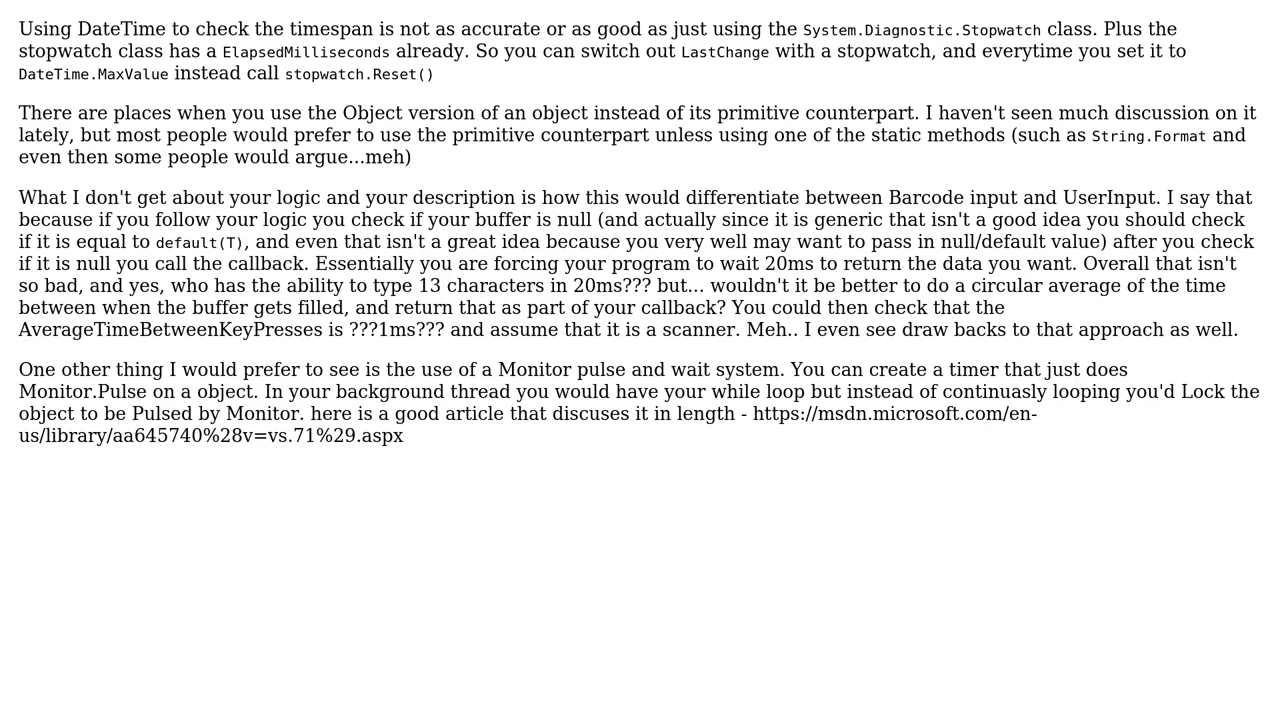 Using DateTime to check the timespan is not as accurate or as good as just using the System.Diagnostic.Stopwatch class. Plus the
stopwatch class has a ElapsedMilliseconds already. So you can switch out LastChange with a stopwatch, and everytime you set it to
DateTime.MaxValue instead call stopwatch.Reset()
There are places when you use the Object version of an object instead of its primitive counterpart. I haven't seen much discussion on it
lately, but most people would prefer to use the primitive counterpart unless using one of the static methods (such as String.Format and
even then some people would argue...meh)
What I don't get about your logic and your description is how this would differentiate between Barcode input and UserInput. I say that
because if you follow your logic you check if your buffer is null (and actually since it is generic that isn't a good idea you should check
if it is equal to default(T), and even that isn't a great idea because you very well may want to pass in null/default value) after you check
if it is null you call the callback. Essentially you are forcing your program to wait 20ms to return the data you want. Overall that isn't
so bad, and yes, who has the ability to type 13 characters in 20ms??? but... wouldn't it be better to do a circular average of the time
between when the buffer gets filled, and return that as part of your callback? You could then check that the
AverageTimeBetweenKeyPresses is ???1ms??? and assume that it is a scanner. Meh.. I even see draw backs to that approach as well.
One other thing I would prefer to see is the use of a Monitor pulse and wait system. You can create a timer that just does
Monitor.Pulse on a object. In your background thread you would have your while loop but instead of continuasly looping you'd Lock the
object to be Pulsed by Monitor. here is a good article that discuses it in length - https://msdn.microsoft.com/en-
us/library/aa645740%28v=vs.71%29.aspx